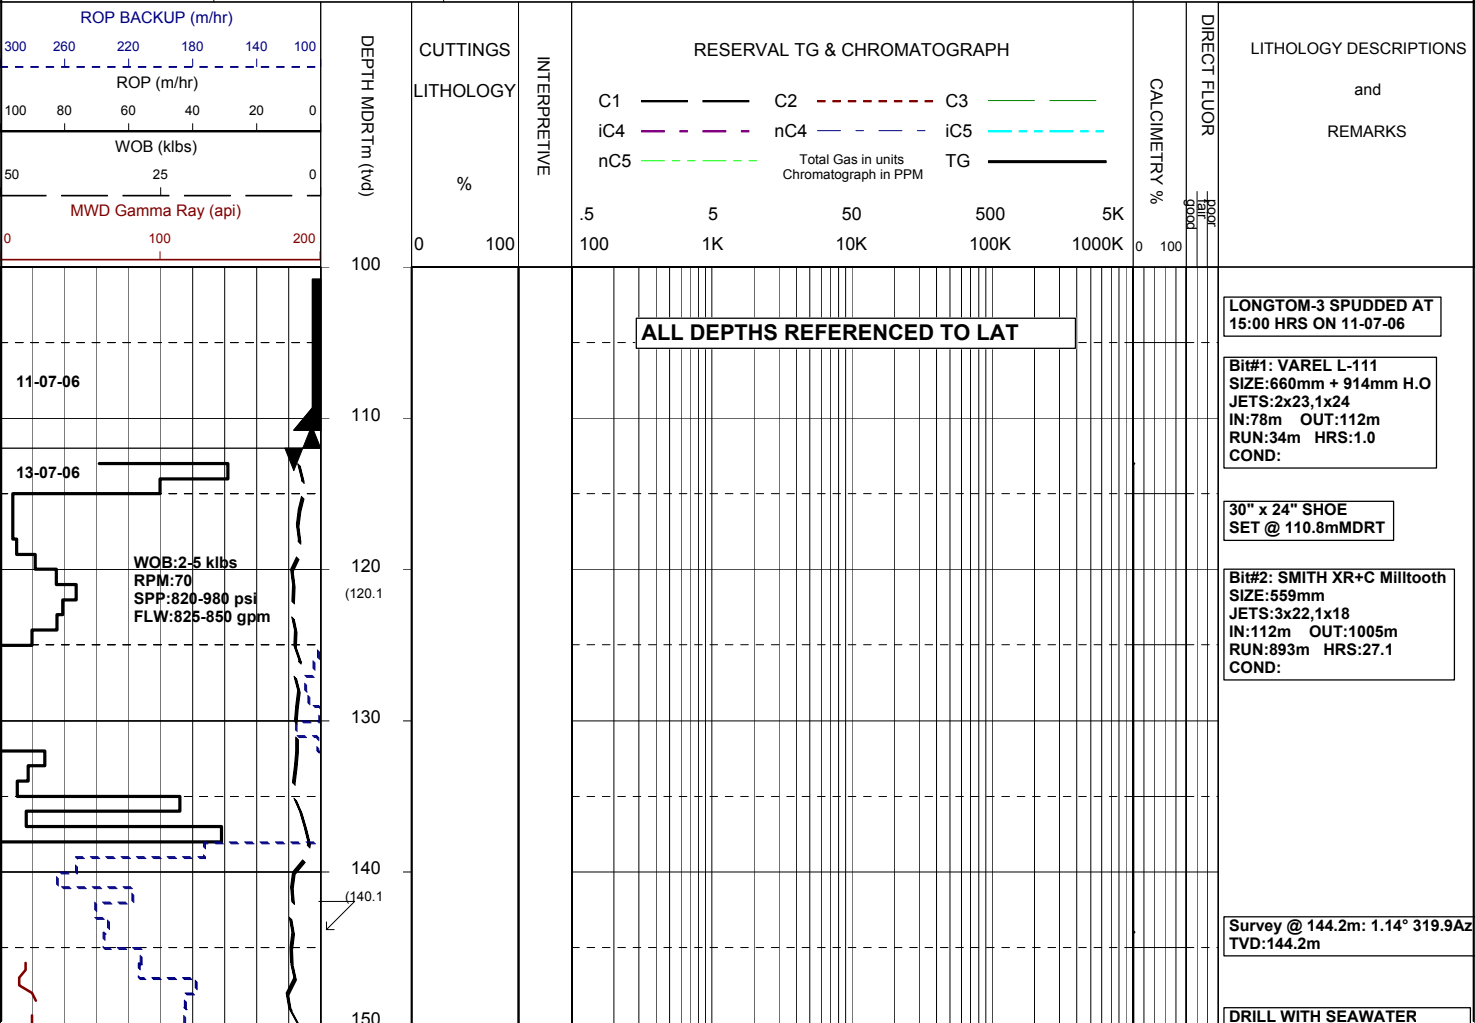 ROP BACKUP (m/hr)
300 260 220 180 140 100
ROP (m/hr)
100 80 60 40 20 0
WOB (klbs)
50 25 0
MWD Gamma Ray (api)
0 100 200
DEPTH MDRTm (tvd)
CUTTINGS
LITHOLOGY
%
0 100
INTERPRETIVE
RESERVAL TG & CHROMATOGRAPH
C1 C2 C3
iC4 nC4 iC5
nC5 Total Gas in units TG
Chromatograph in PPM
.5 5 50 500 5K
100 1K 10K 100K 1000K
CALCIMETRY %
0 100
DIRECT FLUOR
good
fair
poor
LITHOLOGY DESCRIPTIONS
and
REMARKS
100
ALL DEPTHS REFERENCED TO LAT
LONGTOM-3 SPUDDED AT
15:00 HRS ON 11-07-06
11-07-06
Bit#1: VAREL L-111
SIZE:660mm + 914mm H.O
JETS:2x23,1x24
IN:78m OUT:112m
RUN:34m HRS:1.0
COND:
110
13-07-06
30" x 24" SHOE
SET @ 110.8mMDRT
WOB:2-5 klbs
RPM:70
SPP:820-980 psi
FLW:825-850 gpm
120
(120.1
Bit#2: SMITH XR+C Milltooth
SIZE:559mm
JETS:3x22,1x18
IN:112m OUT:1005m
RUN:893m HRS:27.1
COND:
130
140
(140.1
Survey @ 144.2m: 1.14° 319.9Az
TVD:144.2m
150
DRILL WITH SEAWATER